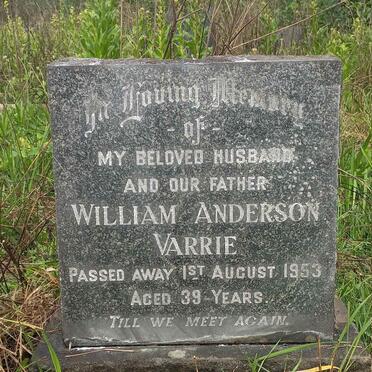 In Loving Memory
- of -
MY BELOVED HUSBAND
AND OUR FATHER
WILLIAM ANDERSON
VARRIE
PASSED AWAY 1ST AUGUST 1953
AGED 39 YEARS.
TILL WE MEET AGAIN.